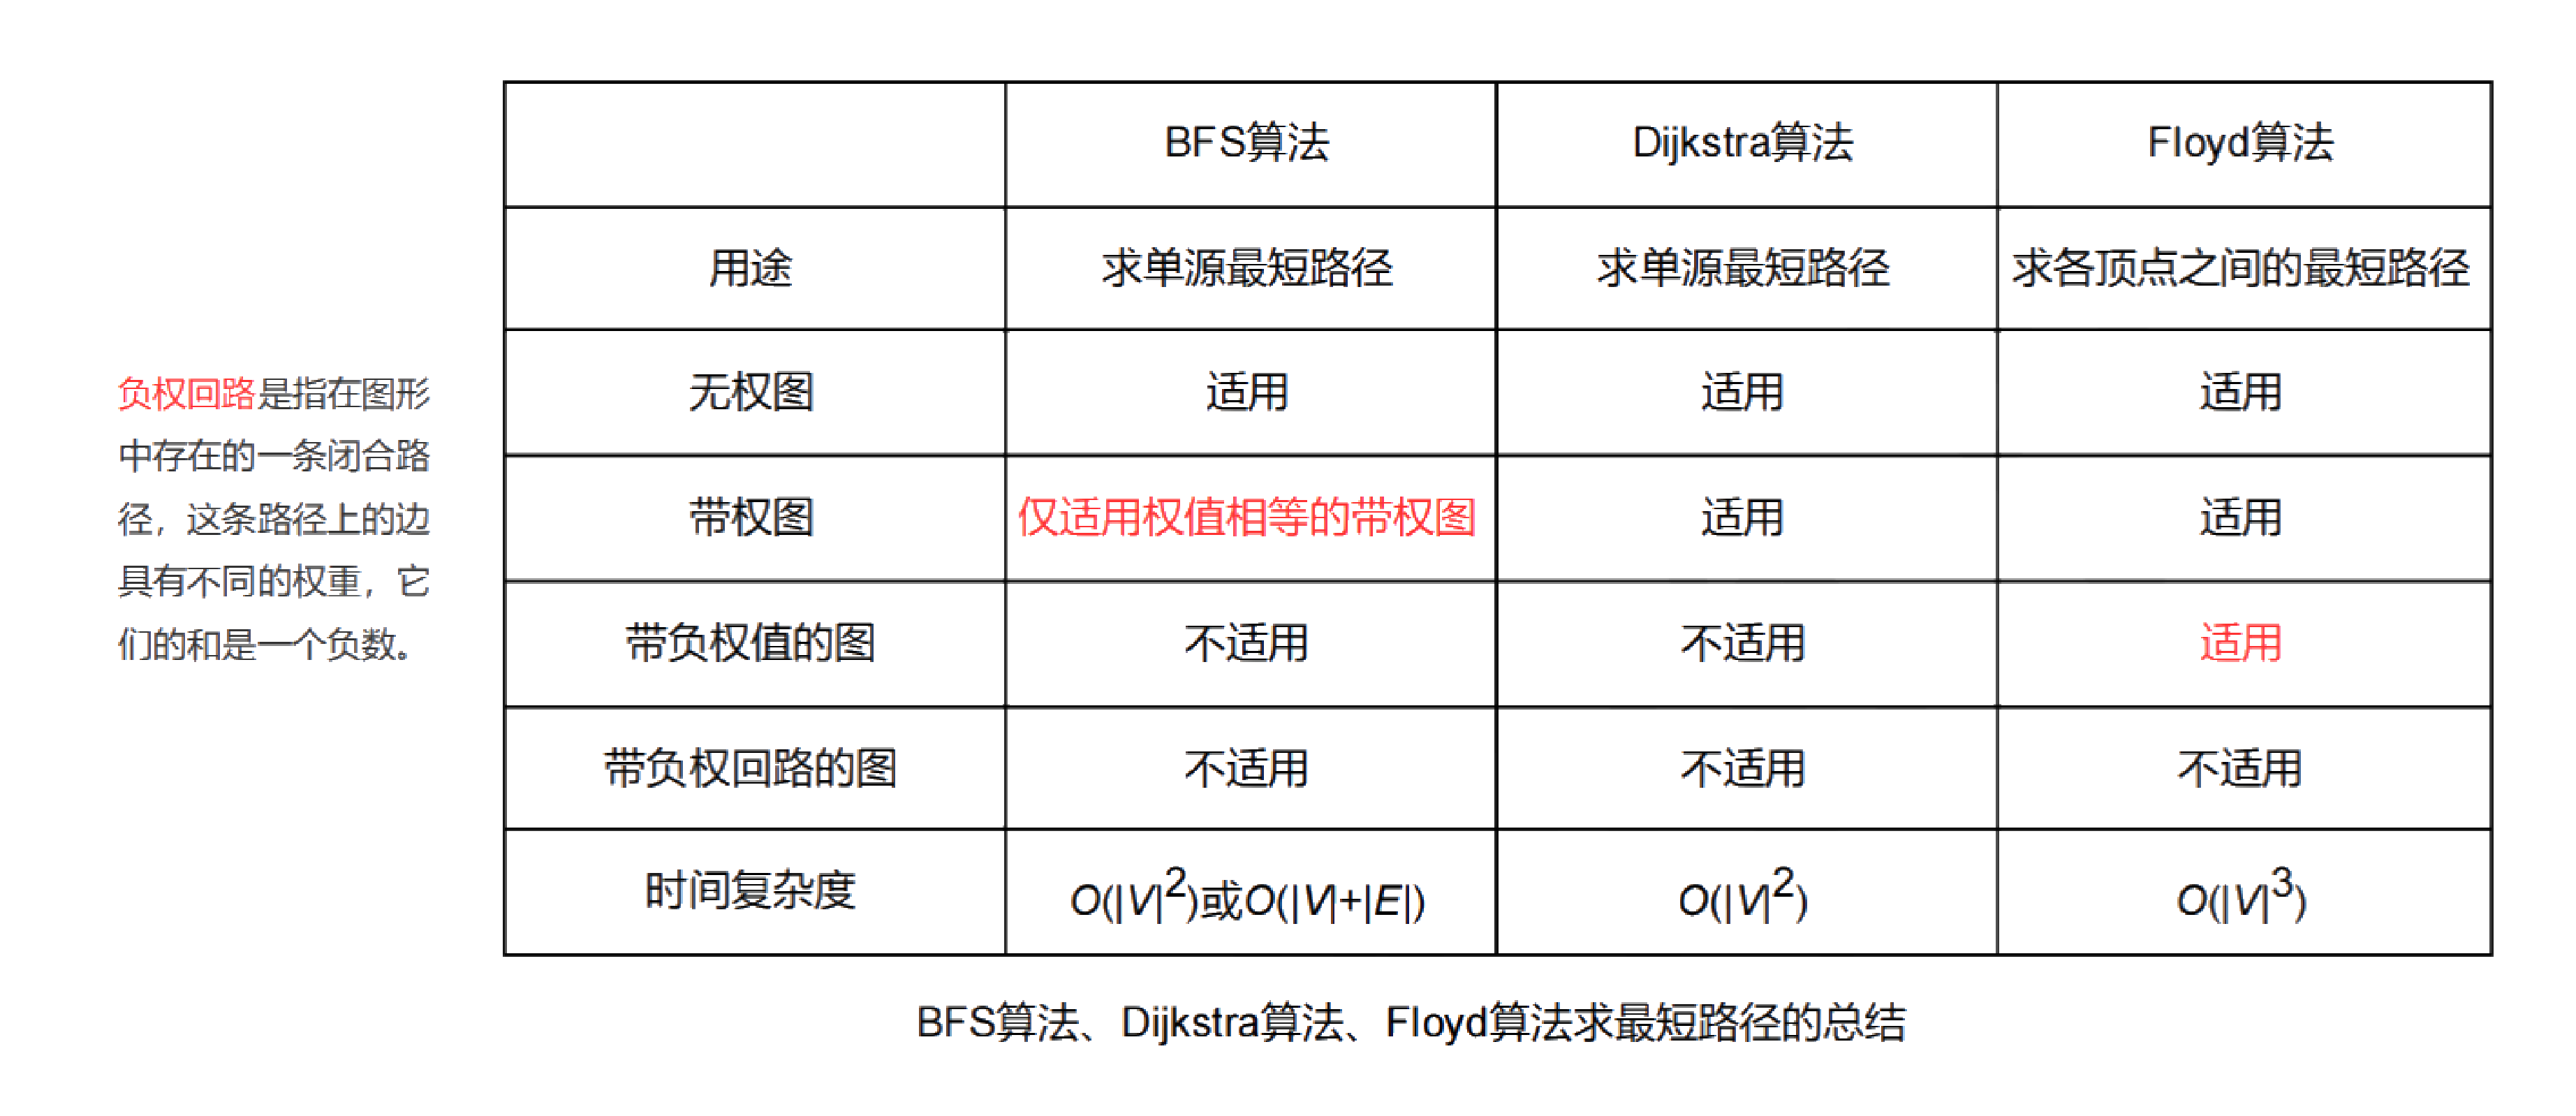 负权回路是指在图形
中存在的一条闭合路
径，这条路径上的边
具有不同的权重，它
们的和是一个负数。
BFS算法 Dijkstra算法 Floyd算法
用途 求单源最短路径 求单源最短路径 求各顶点之间的最短路径
无权图 适用 适用 适用
带权图 仅适用权值相等的带权图 适用 适用
带负权值的图 不适用 不适用 适用
带负权回路的图 不适用 不适用 不适用
时间复杂度 O(|V|²)或O(|V|+|E|) O(|V|²) O(|V|³)
BFS算法、Dijkstra算法、Floyd算法求最短路径的总结